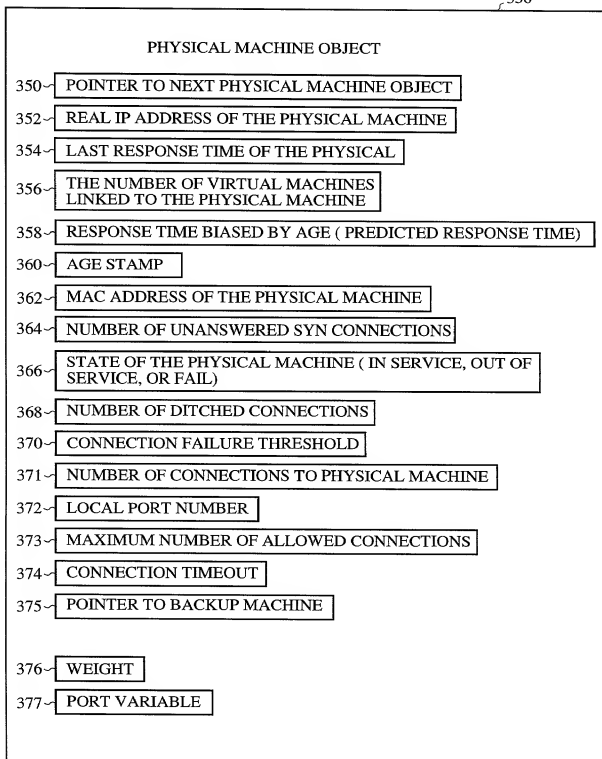 PHYSICAL MACHINE OBJECT
350 POINTER TO NEXT PHYSICAL MACHINE OBJECT
352 REAL IP ADDRESS OF THE PHYSICAL MACHINE
354 LAST RESPONSE TIME OF THE PHYSICAL
356 THE NUMBER OF VIRTUAL MACHINES
LINKED TO THE PHYSICAL MACHINE
358 RESPONSE TIME BIASED BY AGE ( PREDICTED RESPONSE TIME)
360 AGE STAMP
362 MAC ADDRESS OF THE PHYSICAL MACHINE
364 NUMBER OF UNANSWERED SYN CONNECTIONS
366 STATE OF THE PHYSICAL MACHINE ( IN SERVICE, OUT OF
SERVICE, OR FAIL)
368 NUMBER OF DITCHED CONNECTIONS
370 CONNECTION FAILURE THRESHOLD
371 NUMBER OF CONNECTIONS TO PHYSICAL MACHINE
372 LOCAL PORT NUMBER
373 MAXIMUM NUMBER OF ALLOWED CONNECTIONS
374 CONNECTION TIMEOUT
375 POINTER TO BACKUP MACHINE
376 WEIGHT
377 PORT VARIABLE